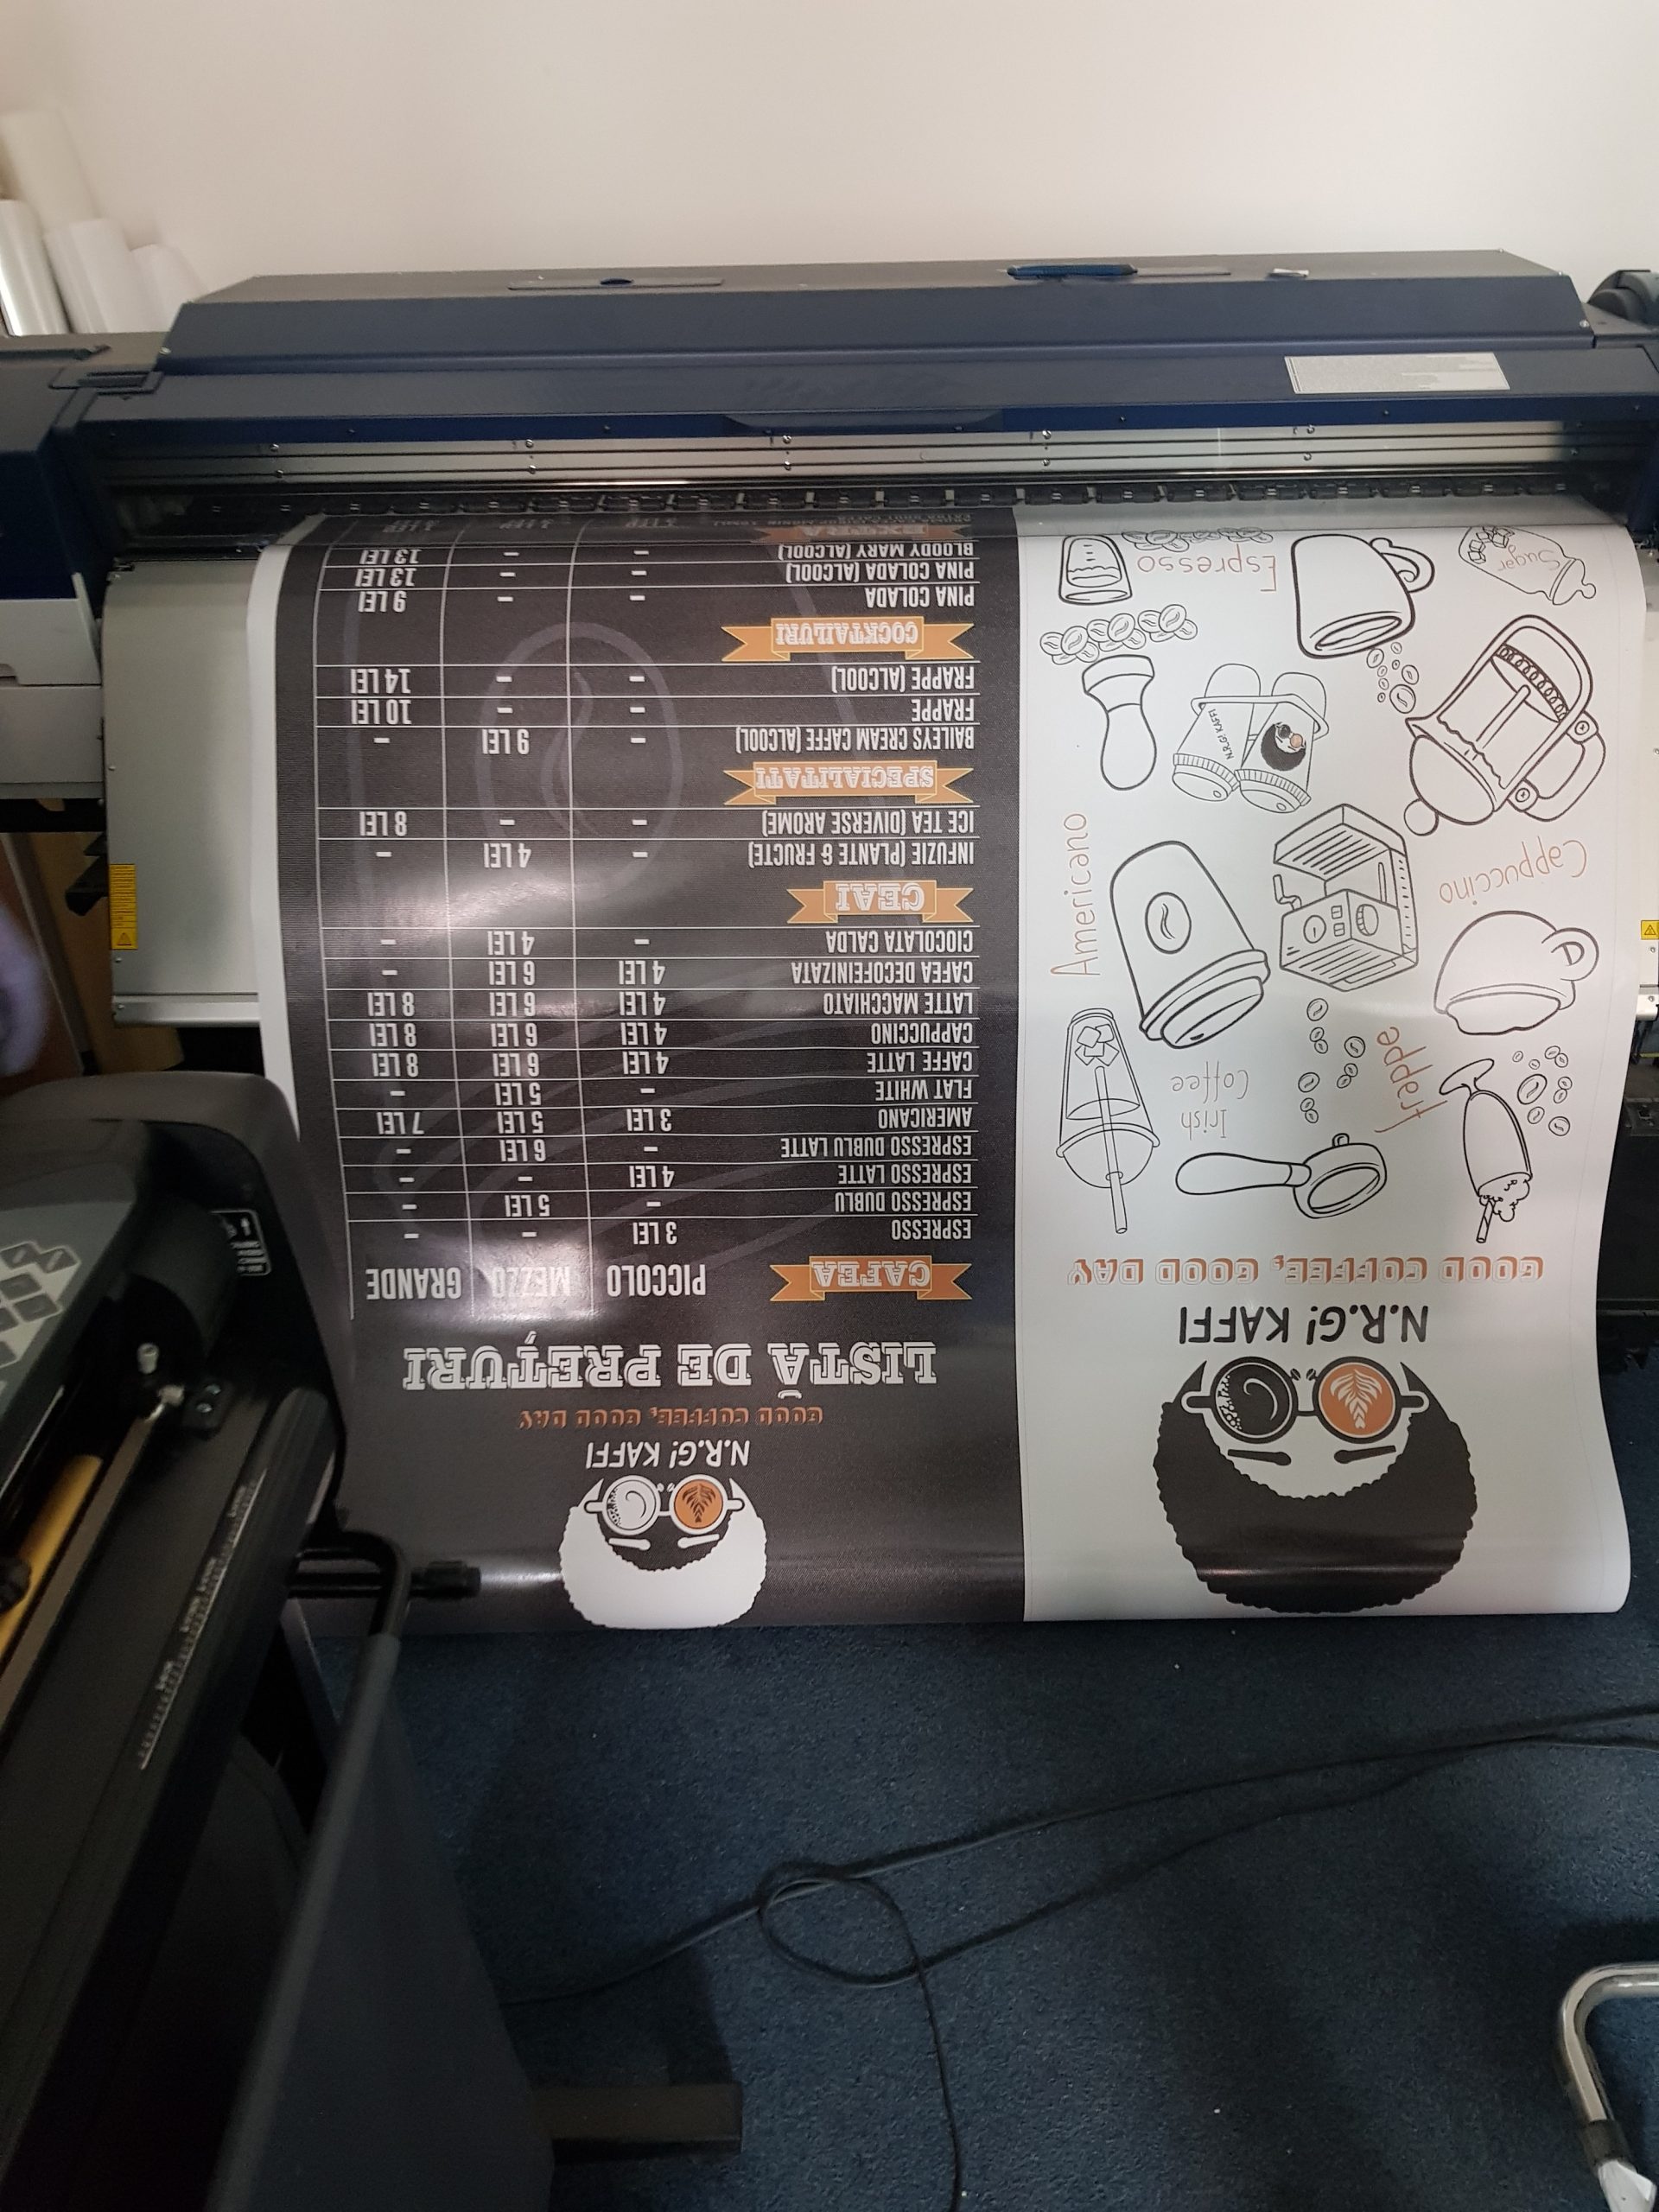 N.R.G! KAFFI
GOOD COFFEE, GOOD DAY
LISTĂ DE PREȚURI
CAFEA PICCOLO MEZZO GRANDE
ESPRESSO 3 LEI - -
ESPRESSO DUBLU - 5 LEI -
ESPRESSO LATTE 4 LEI - -
ESPRESSO DUBLU LATTE - 6 LEI -
AMERICANO 3 LEI 5 LEI 7 LEI
FLAT WHITE - 5 LEI -
CAFFE LATTE 4 LEI 6 LEI 8 LEI
CAPPUCCINO 4 LEI 6 LEI 8 LEI
LATTE MACCHIATO 4 LEI 6 LEI 8 LEI
CAFEA DECOFEINIZATA 4 LEI 6 LEI -
CIOCOLATA CALDA - 4 LEI -
CEAI
INFUZIE (PLANTE & FRUCTE) - 4 LEI -
ICE TEA (DIVERSE AROME) - - 8 LEI
SPECIALITATI
BAILEYS CREAM CAFFE (ALCOOL) - 9 LEI -
FRAPPE - - 10 LEI
FRAPPE (ALCOOL) - - 14 LEI
COCKTAILURI
PINA COLADA - - 9 LEI
PINA COLADA (ALCOOL) - - 13 LEI
BLOODY MARY (ALCOOL) - - 13 LEI
EXTRA
N.R.G! KAFFI
GOOD COFFEE, GOOD DAY
Frappe
Irish
Coffee
Cappuccino
Americano
N.R.G! KAFFI
Sugar
Espresso